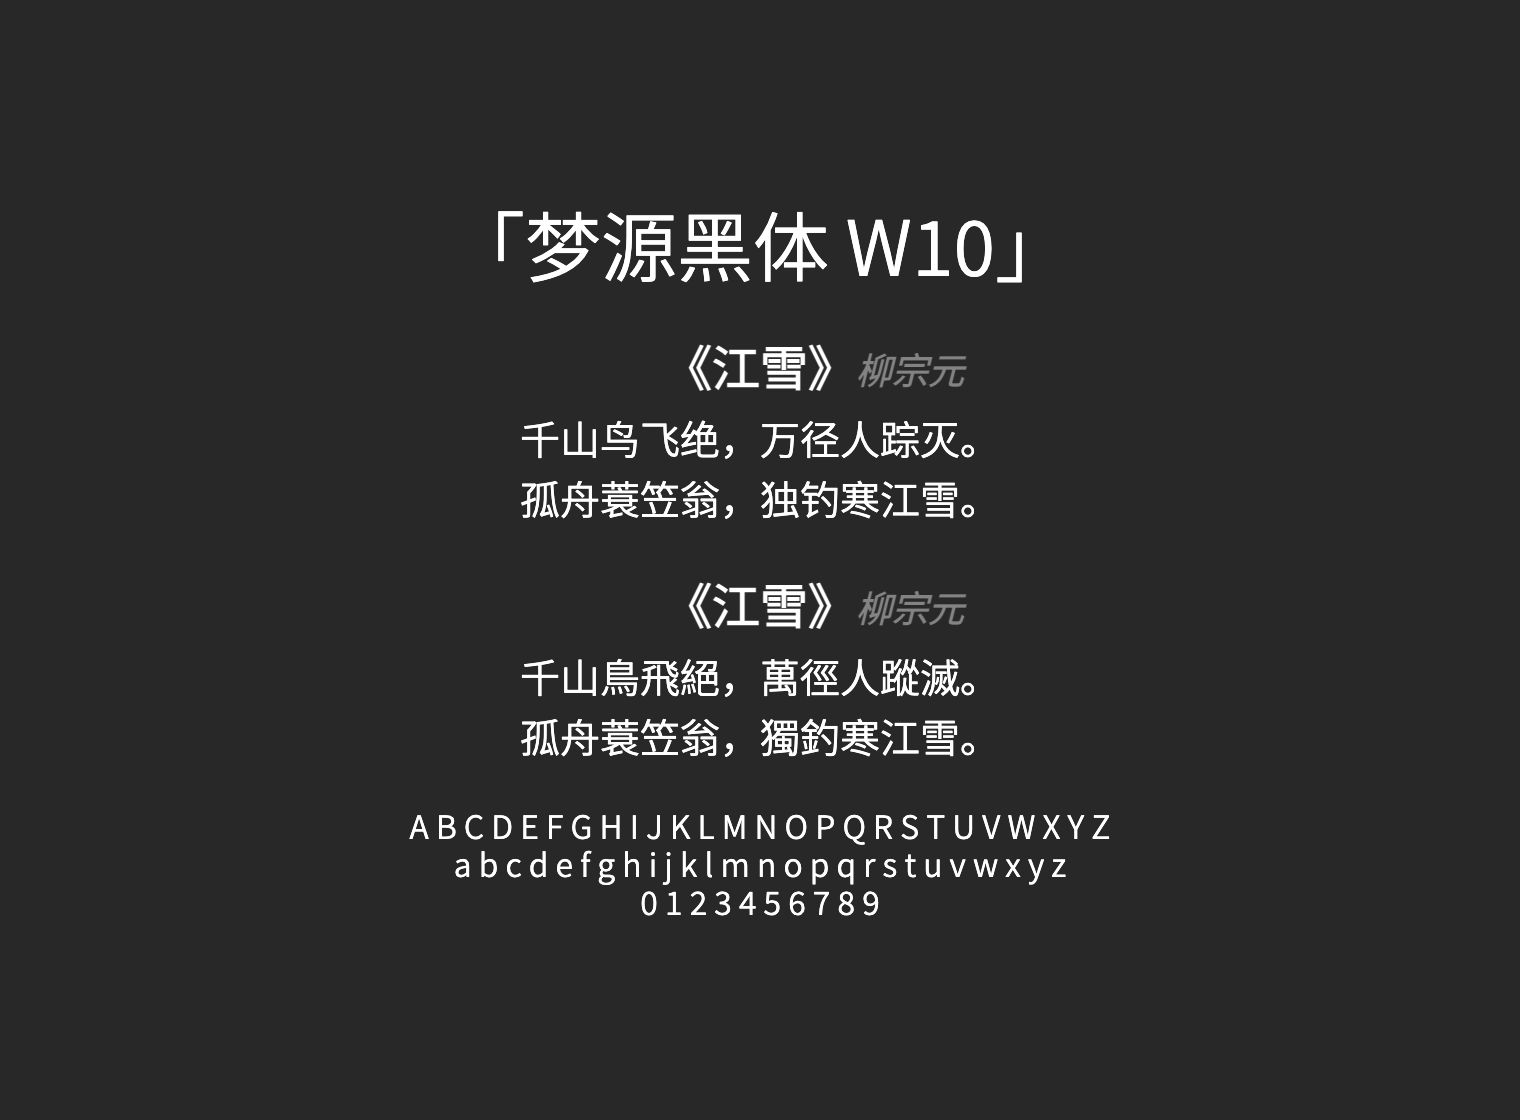 「梦源黑体 W10」
《江雪》 柳宗元
千山鸟飞绝，万径人踪灭。
孤舟蓑笠翁，独钓寒江雪。
《江雪》 柳宗元
千山鳥飛絕，萬徑人蹤滅。
孤舟蓑笠翁，獨釣寒江雪。
A B C D E F G H I J K L M N O P Q R S T U V W X Y Z
a b c d e f g h i j k l m n o p q r s t u v w x y z
0 1 2 3 4 5 6 7 8 9